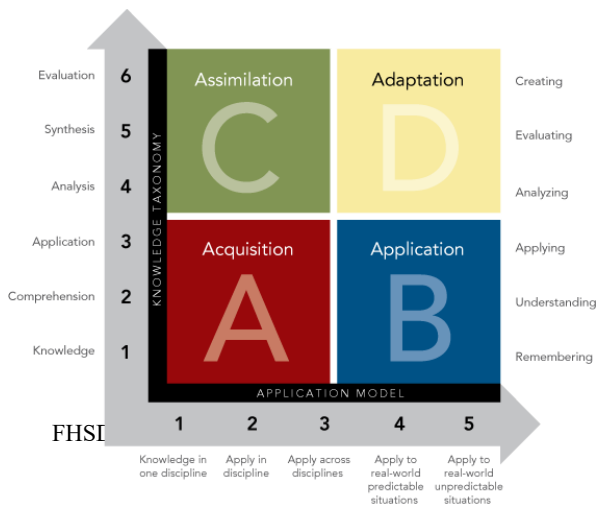 Evaluation 6 Assimilation Adaptation Creating
C D
Synthesis 5 Evaluating
Analysis 4 Analyzing
KNOWLEDGE TAXONOMY
Application 3 Acquisition Application Applying
A B
Comprehension 2 Understanding
Knowledge 1 Remembering
APPLICATION MODEL
1 2 3 4 5
Knowledge in
one discipline
Apply in
discipline
Apply across
disciplines
Apply to
real-world
predictable
situations
Apply to
real-world
unpredictable
situations